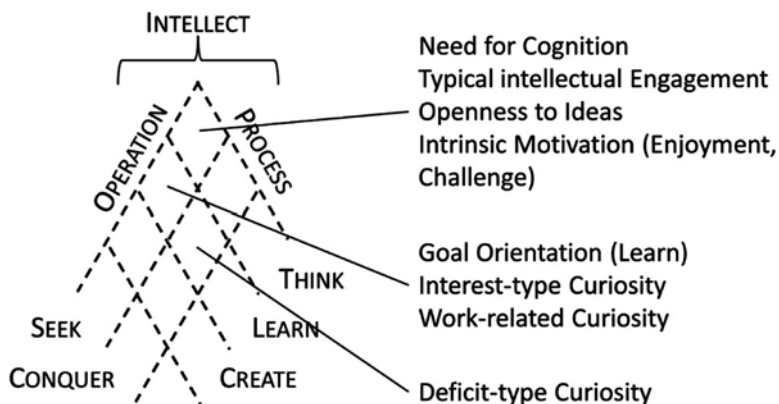 INTELLECT
OPERATION
PROCESS
Need for Cognition
Typical intellectual Engagement
Openness to Ideas
Intrinsic Motivation (Enjoyment,
Challenge)
Goal Orientation (Learn)
Interest-type Curiosity
Work-related Curiosity
Deficit-type Curiosity
THINK
SEEK
LEARN
CONQUER
CREATE